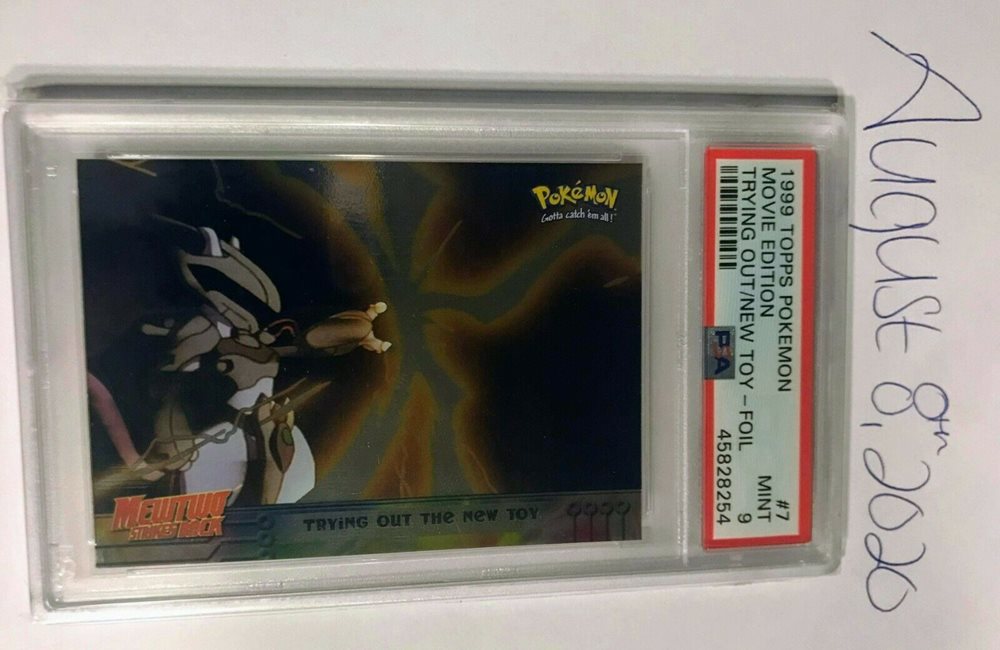 August 8th, 2020
1999 TOPPS POKEMON
#7
MOVIE EDITION
MINT
TRYING OUT/NEW TOY – FOIL
9
PSA
45828254
POKéMON
Gotta catch 'em all!™
MEWTWO
STRIKES BACK
TRYING OUT THE NEW TOY